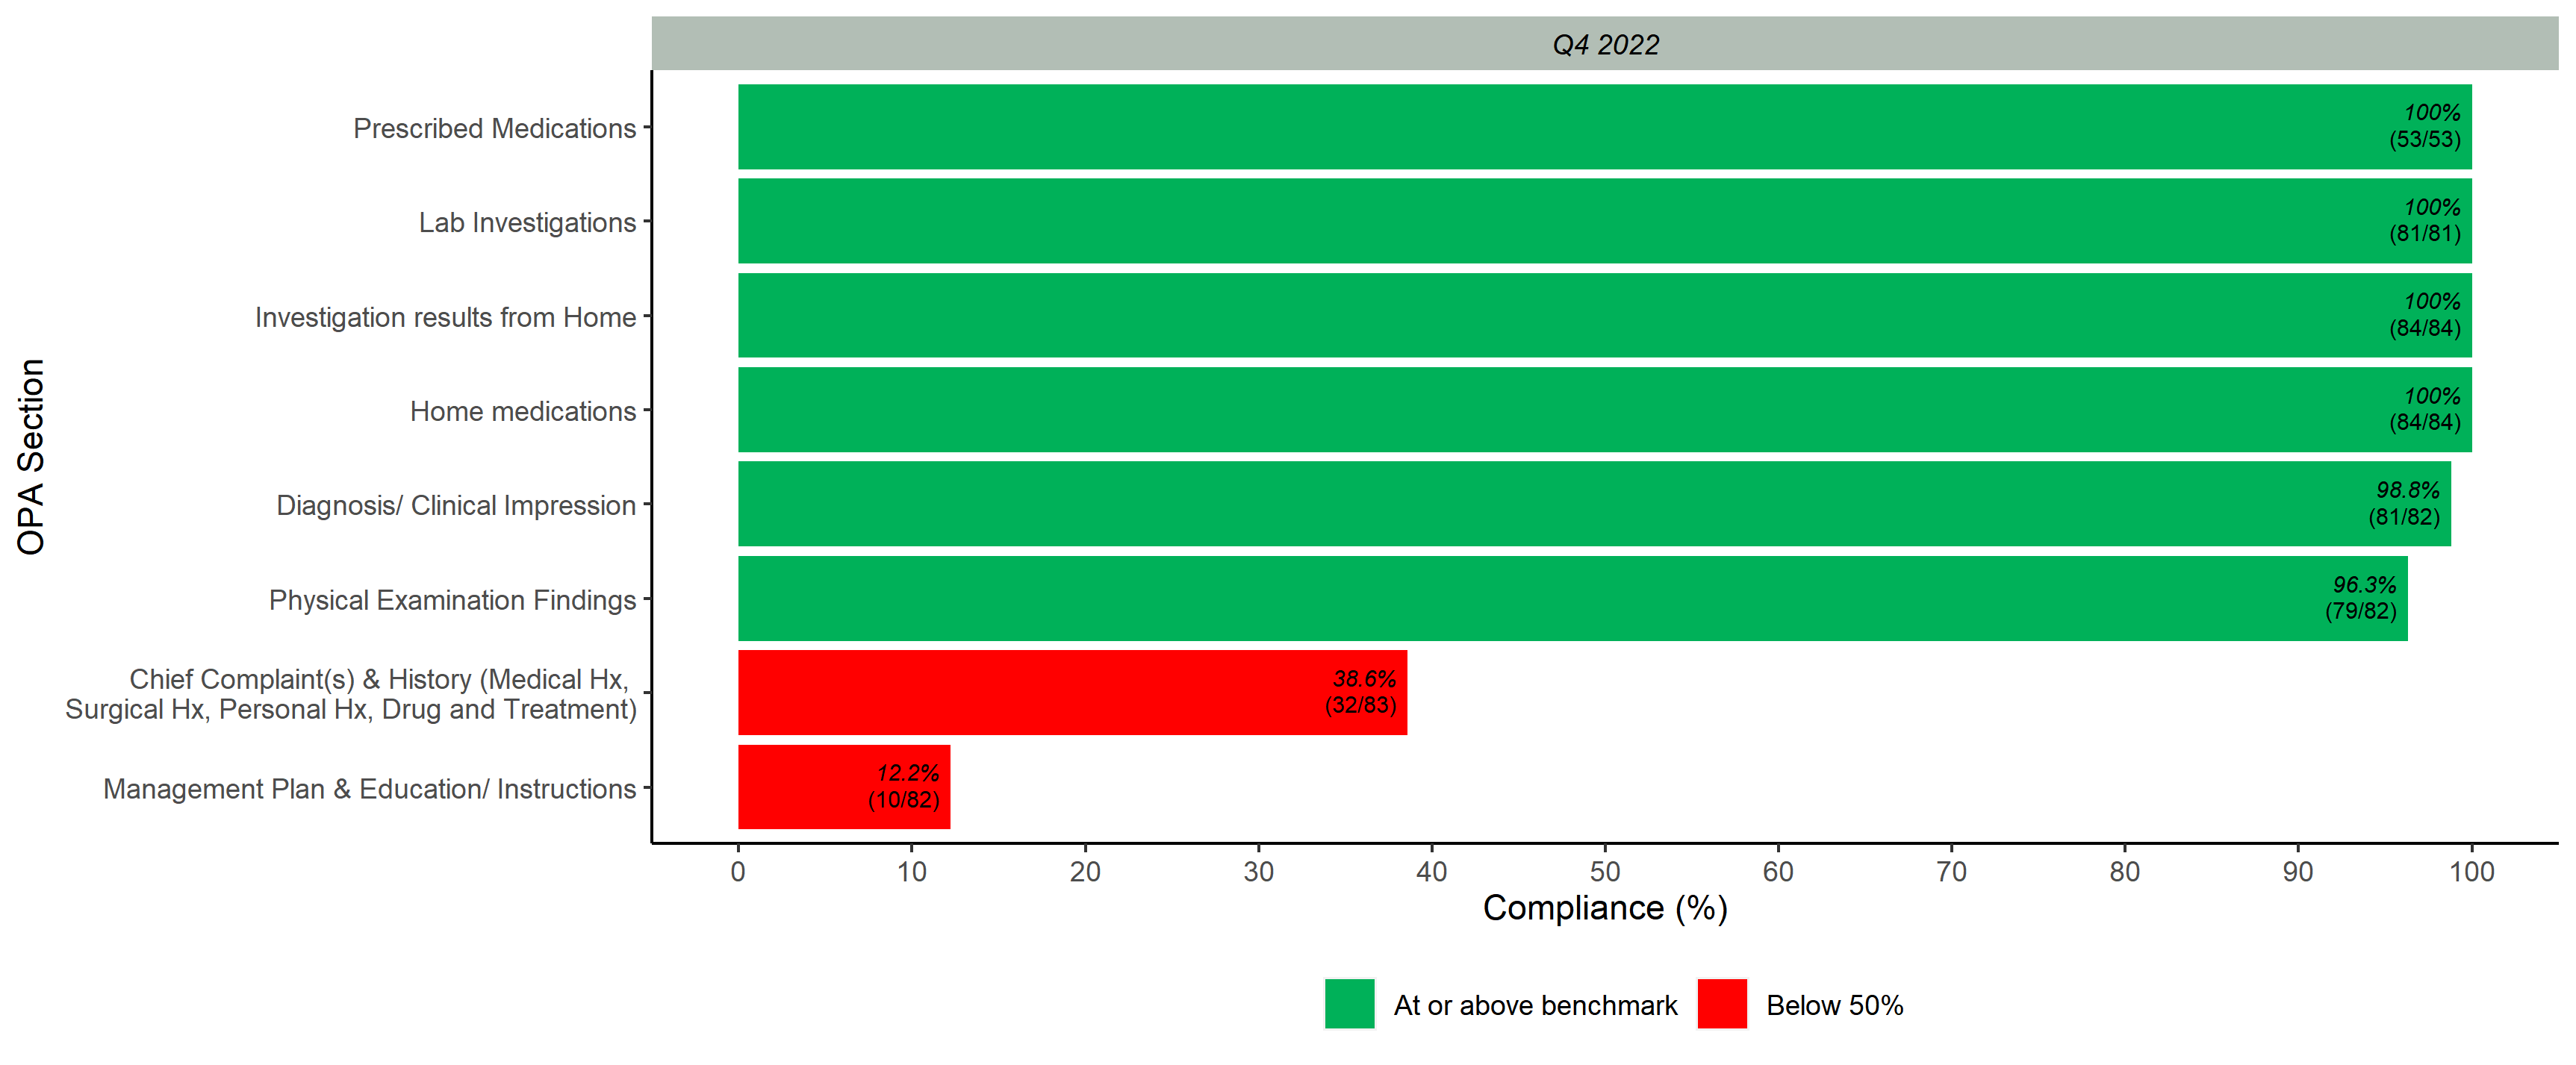 Q4 2022
OPA Section
Prescribed Medications
100%
(53/53)
Lab Investigations
100%
(81/81)
Investigation results from Home
100%
(84/84)
Home medications
100%
(84/84)
Diagnosis/ Clinical Impression
98.8%
(81/82)
Physical Examination Findings
96.3%
(79/82)
Chief Complaint(s) & History (Medical Hx,
Surgical Hx, Personal Hx, Drug and Treatment)
38.6%
(32/83)
Management Plan & Education/ Instructions
12.2%
(10/82)
0 10 20 30 40 50 60 70 80 90 100
Compliance (%)
At or above benchmark Below 50%